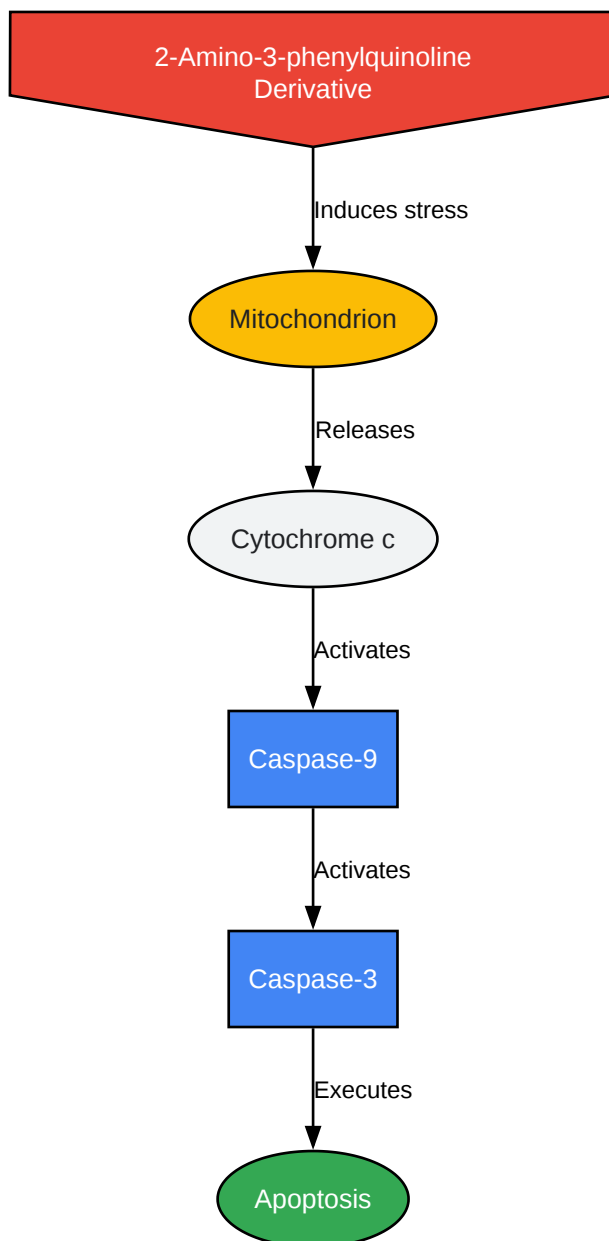 2-Amino-3-phenylquinoline
Derivative
Induces stress
Mitochondrion
Releases
Cytochrome c
Activates
Caspase-9
Activates
Caspase-3
Executes
Apoptosis